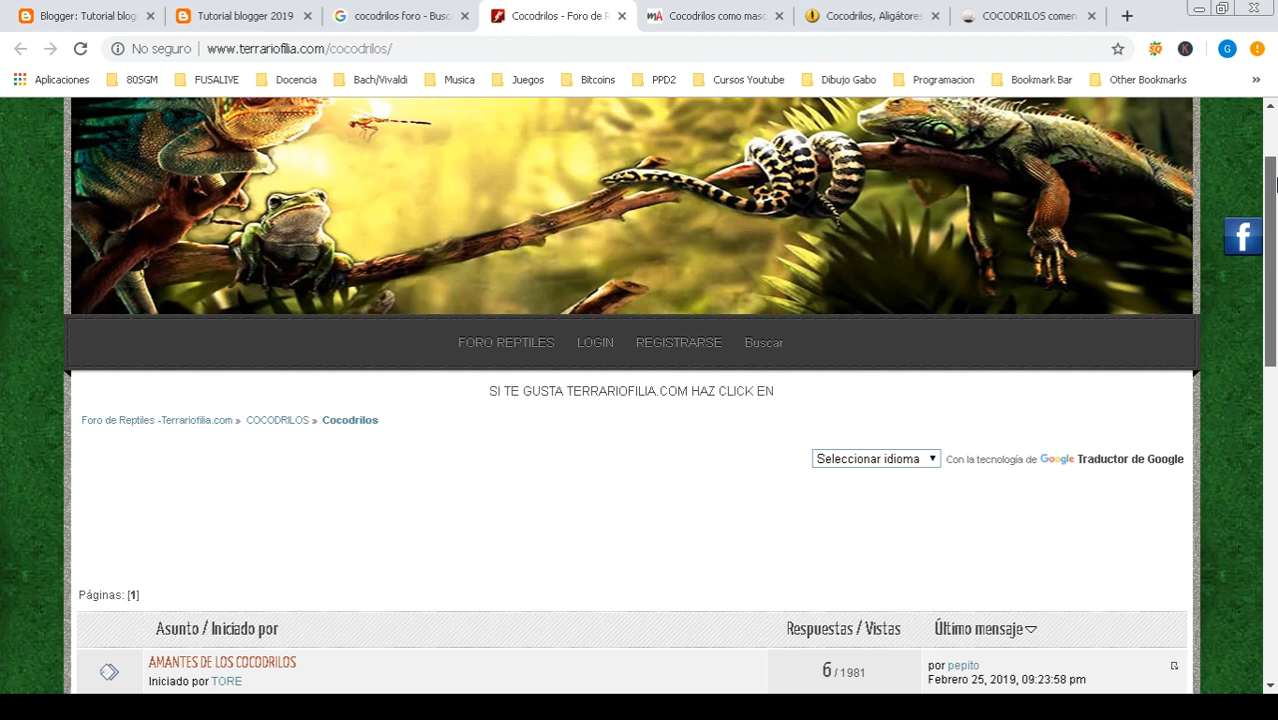 Blogger: Tutorial blog
Tutorial blogger 2019
cocodrilos foro - Bus
Cocodrilos - Foro de R
Cocodrilos como masc
Cocodrilos, Aligátores
COCODRILOS comen
No seguro | www.terrariofilia.com/cocodrilos/
Aplicaciones 80SGM FUSALIVE Docencia Bach/Vivaldi Musica Juegos Bitcoins PPD2 Cursos Youtube Dibujo Gabo Programacion Bookmark Bar Other Bookmarks »
FORO REPTILES LOGIN REGISTRARSE Buscar
SI TE GUSTA TERRARIOFILIA.COM HAZ CLICK EN
Foro de Reptiles -Terrariofilia.com » COCODRILOS » Cocodrilos
Seleccionar idioma Con la tecnología de Google Traductor de Google
Páginas: [1]
Asunto / Iniciado por Respuestas / Vistas Último mensaje
AMANTES DE LOS COCODRILOS
Iniciado por TORE
6 / 1981
por pepito
Febrero 25, 2019, 09:23:58 pm